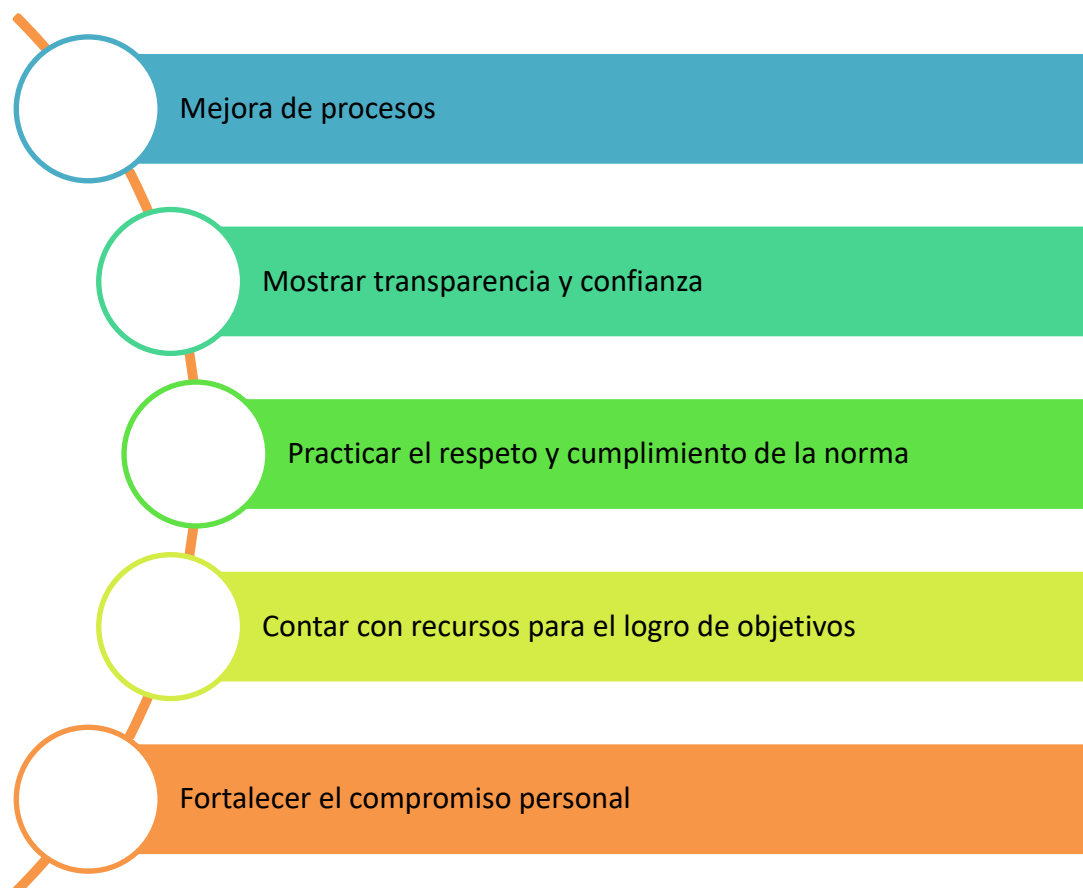 Mejora de procesos
Mostrar transparencia y confianza
Practicar el respeto y cumplimiento de la norma
Contar con recursos para el logro de objetivos
Fortalecer el compromiso personal